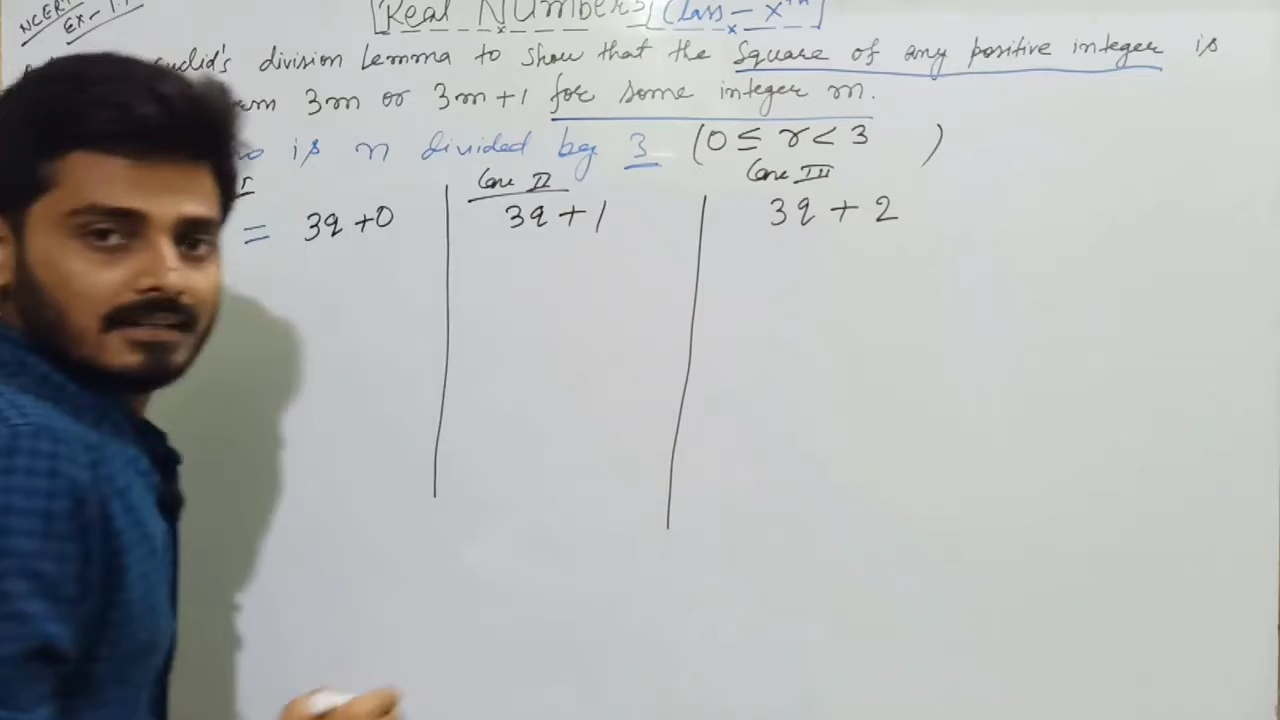 NCERT
Ex - 1.1
Real Numbers (Class - Xth)
division Lemma to show that the square of any positive integer is
3m or 3m + 1 for some integer m.
is n divided by 3 (0 ≤ r < 3 )
I
= 3q + 0
Case II
3q + 1
Case III
3q + 2